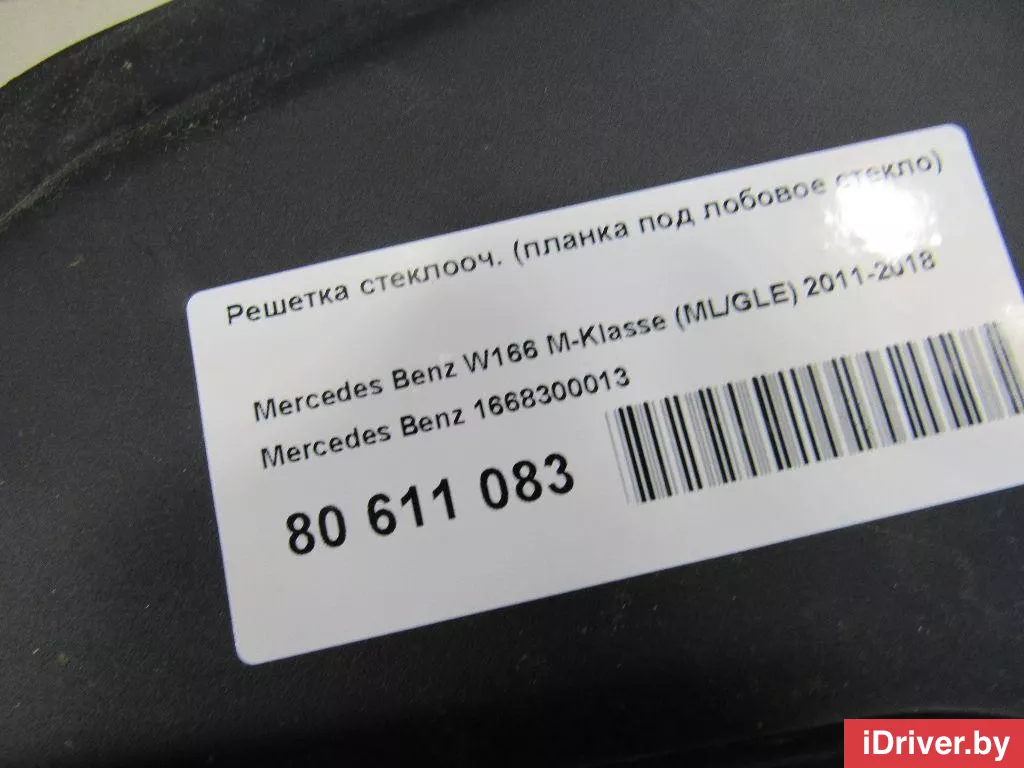 Решетка стеклооч. (планка под лобовое стекло)
Mercedes Benz W166 M-Klasse (ML/GLE) 2011-2018
Mercedes Benz 1668300013
80 611 083
iDriver.by